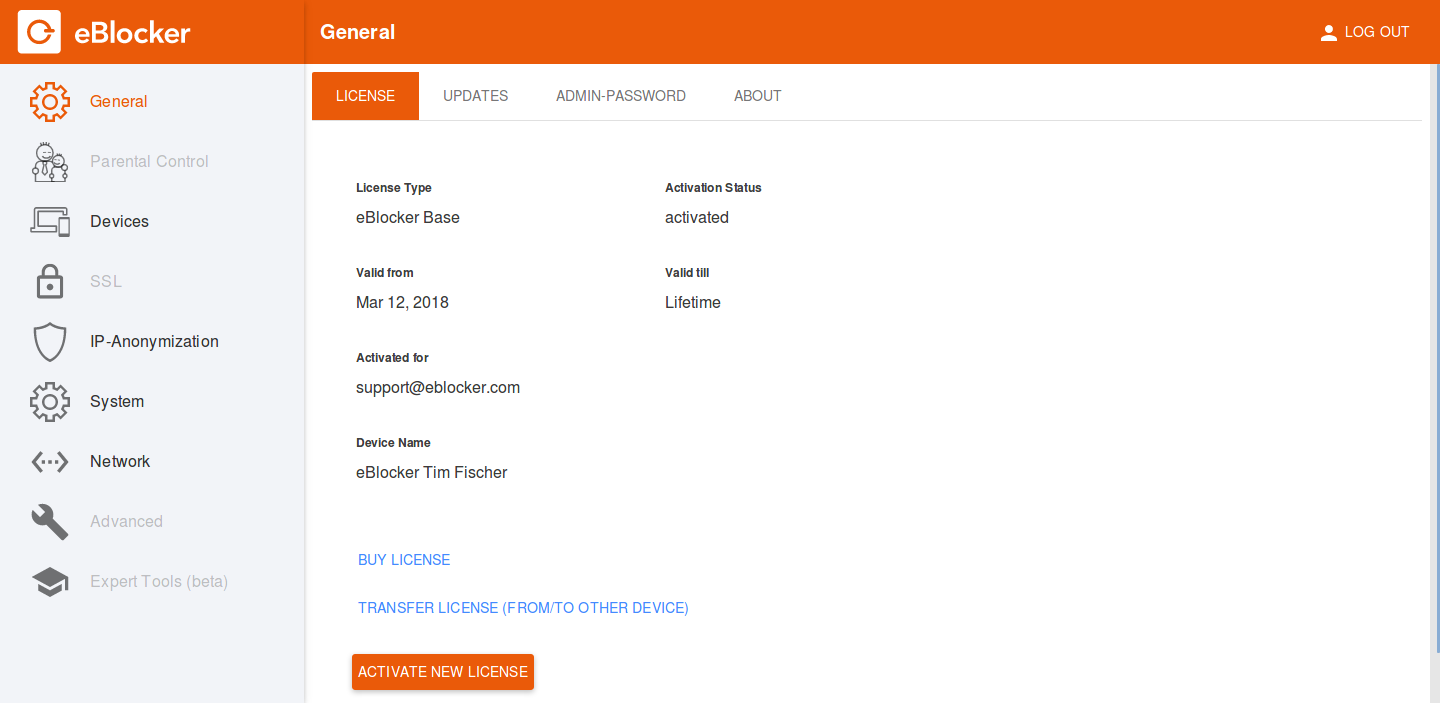 eBlocker
General
LOG OUT
General
Parental Control
Devices
SSL
IP-Anonymization
System
Network
Advanced
Expert Tools (beta)
LICENSE UPDATES ADMIN-PASSWORD ABOUT
License Type Activation Status
eBlocker Base activated
Valid from Valid till
Mar 12, 2018 Lifetime
Activated for
support@eblocker.com
Device Name
eBlocker Tim Fischer
BUY LICENSE
TRANSFER LICENSE (FROM/TO OTHER DEVICE)
ACTIVATE NEW LICENSE